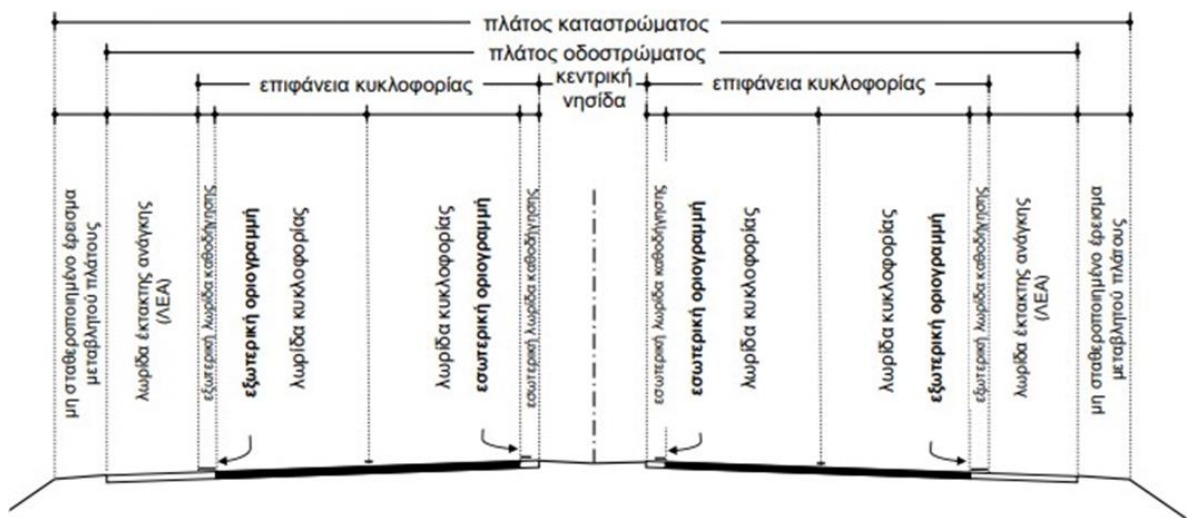 πλάτος καταστρώματος
πλάτος οδοστρώματος
επιφάνεια κυκλοφορίας
κεντρική
νησίδα
επιφάνεια κυκλοφορίας
μη σταθεροποιημένο έρεισμα
μεταβλητού πλάτους
λωρίδα έκτακτης ανάγκης
(ΛΕΑ)
εξωτερική λωρίδα καθοδήγησης
εξωτερική οριογραμμή
λωρίδα κυκλοφορίας
λωρίδα κυκλοφορίας
εσωτερική οριογραμμή
εσωτερική λωρίδα καθοδήγησης
εσωτερική λωρίδα καθοδήγησης
εσωτερική οριογραμμή
λωρίδα κυκλοφορίας
λωρίδα κυκλοφορίας
εξωτερική οριογραμμή
εξωτερική λωρίδα καθοδήγησης
λωρίδα έκτακτης ανάγκης
(ΛΕΑ)
μη σταθεροποιημένο έρεισμα
μεταβλητού πλάτους